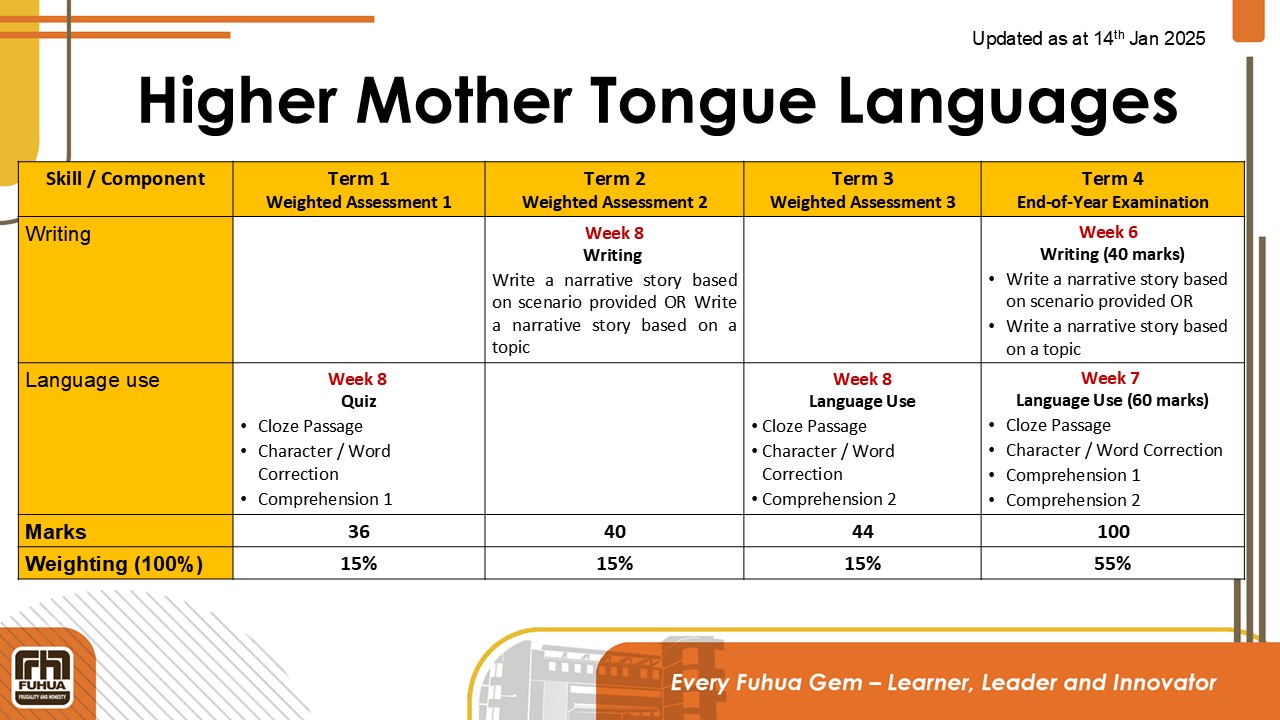 Updated as at 14th Jan 2025
Higher Mother Tongue Languages
Skill / Component
Term 1
Weighted Assessment 1
Term 2
Weighted Assessment 2
Term 3
Weighted Assessment 3
Term 4
End-of-Year Examination
Writing
Week 8
Writing
Write a narrative story based
on scenario provided OR Write
a narrative story based on a
topic
Week 6
Writing (40 marks)
• Write a narrative story based
on scenario provided OR
• Write a narrative story based
on a topic
Language use
Week 8
Quiz
• Cloze Passage
• Character / Word
Correction
• Comprehension 1
Week 8
Language Use
• Cloze Passage
• Character / Word
Correction
• Comprehension 2
Week 7
Language Use (60 marks)
• Cloze Passage
• Character / Word Correction
• Comprehension 1
• Comprehension 2
Marks
36
40
44
100
Weighting (100%)
15%
15%
15%
55%
FUHUA
FRUGALITY AND HONESTY
Every Fuhua Gem – Learner, Leader and Innovator